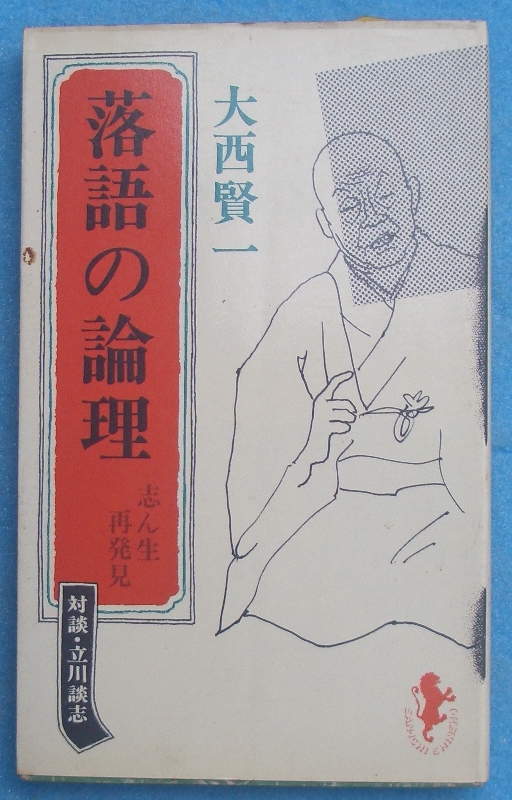 大西賢一
落語の論理
志ん生
再発見
対談・立川談志